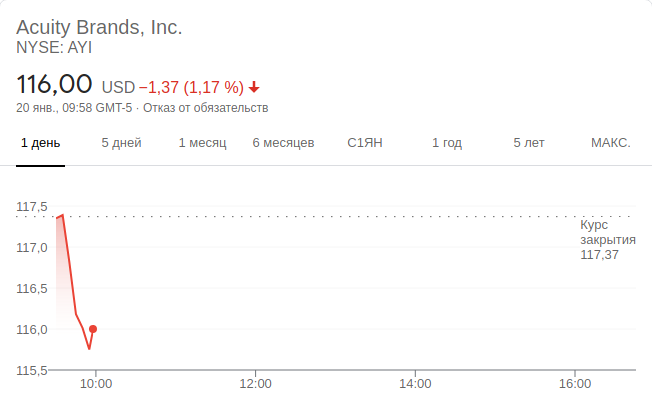 Acuity Brands, Inc.
NYSE: AYI
116,00 USD −1,37 (1,17 %)
20 янв., 09:58 GMT-5 · Отказ от обязательств
1 день 5 дней 1 месяц 6 месяцев С1ЯН 1 год 5 лет МАКС.
117,5
Курс
закрытия
117,37
117,0
116,5
116,0
115,5
10:00 12:00 14:00 16:00